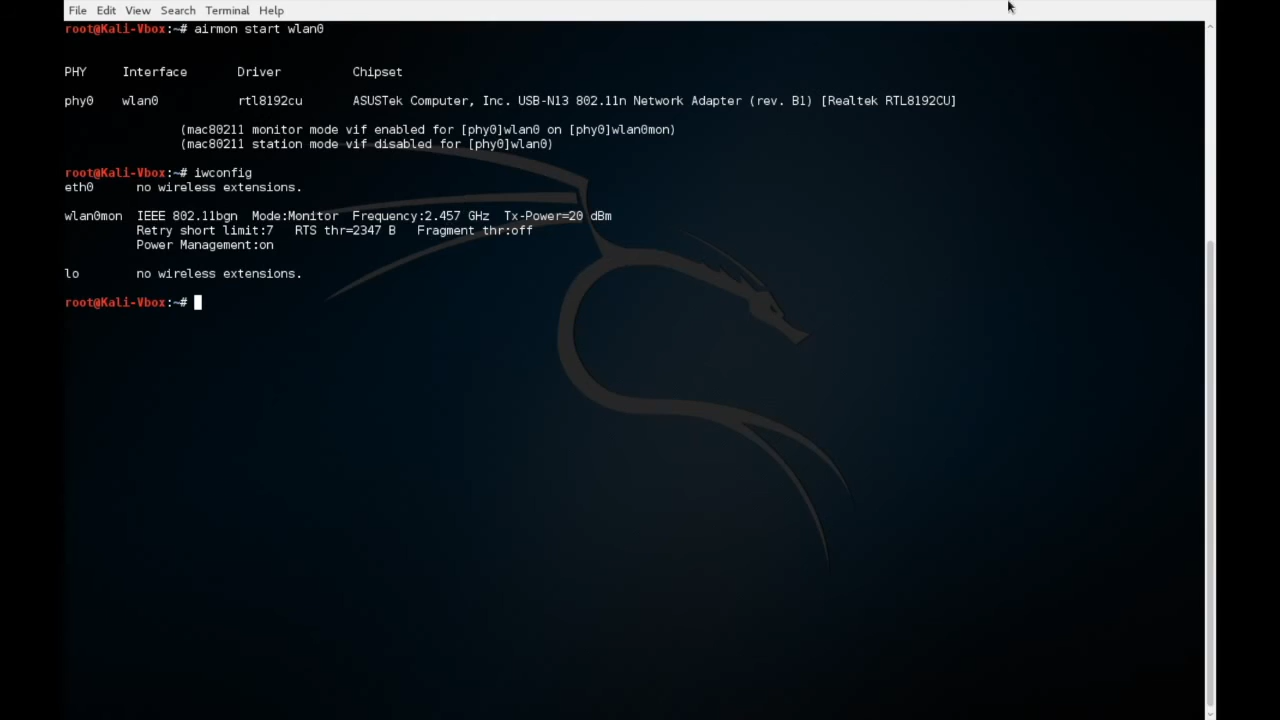 File Edit View Search Terminal Help
root@Kali-Vbox:~# airmon start wlan0
PHY Interface Driver Chipset
phy0 wlan0 rtl8192cu ASUSTek Computer, Inc. USB-N13 802.11n Network Adapter (rev. B1) [Realtek RTL8192CU]
(mac80211 monitor mode vif enabled for [phy0]wlan0 on [phy0]wlan0mon)
(mac80211 station mode vif disabled for [phy0]wlan0)
root@Kali-Vbox:~# iwconfig
eth0 no wireless extensions.
wlan0mon IEEE 802.11bgn Mode:Monitor Frequency:2.457 GHz Tx-Power=20 dBm
Retry short limit:7 RTS thr=2347 B Fragment thr:off
Power Management:on
lo no wireless extensions.
root@Kali-Vbox:~#